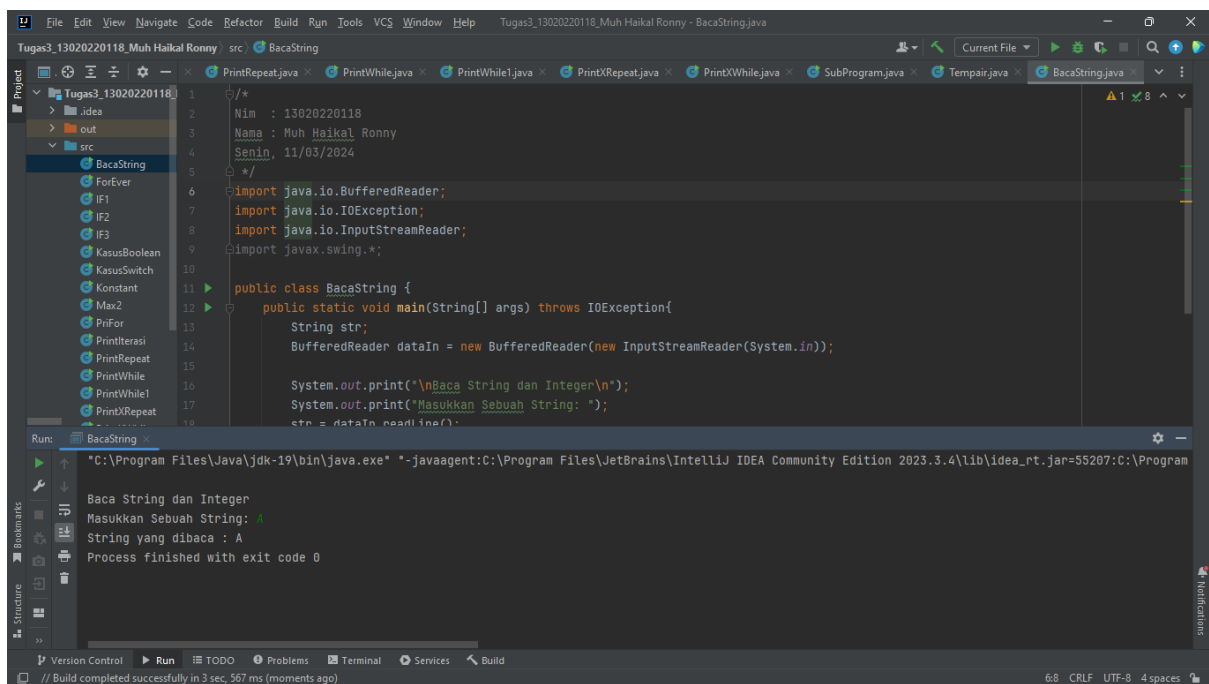 File Edit View Navigate Code Refactor Build Run Tools VCS Window Help Tugas3_13020220118_Muh Haikal Ronny - BacaString.java
Tugas3_13020220118_Muh Haikal Ronny src BacaString Current File
Project PrintRepeat.java PrintWhile.java PrintWhile1.java PrintXRepeat.java PrintXWhile.java SubProgram.java Tempair.java BacaString.java
Tugas3_13020220118_
.idea
out
src
BacaString
ForEver
IF1
IF2
IF3
KasusBoolean
KasusSwitch
Konstant
Max2
PriFor
PrintIterasi
PrintRepeat
PrintWhile
PrintWhile1
PrintXRepeat
1 /*
2 Nim : 13020220118
3 Nama : Muh Haikal Ronny
4 Senin, 11/03/2024
5 */
6 import java.io.BufferedReader;
7 import java.io.IOException;
8 import java.io.InputStreamReader;
9 import javax.swing.*;
10
11 public class BacaString {
12 public static void main(String[] args) throws IOException{
13 String str;
14 BufferedReader dataIn = new BufferedReader(new InputStreamReader(System.in));
15
16 System.out.print("\nBaca String dan Integer\n");
17 System.out.print("Masukkan Sebuah String: ");
18 str = dataIn.readLine();
1 8
Run: BacaString
"C:\Program Files\Java\jdk-19\bin\java.exe" "-javaagent:C:\Program Files\JetBrains\IntelliJ IDEA Community Edition 2023.3.4\lib\idea_rt.jar=55207:C:\Program
Baca String dan Integer
Masukkan Sebuah String: A
String yang dibaca : A
Process finished with exit code 0
Bookmarks
Structure
Notifications
Version Control Run TODO Problems Terminal Services Build
// Build completed successfully in 3 sec, 567 ms (moments ago) 6:8 CRLF UTF-8 4 spaces